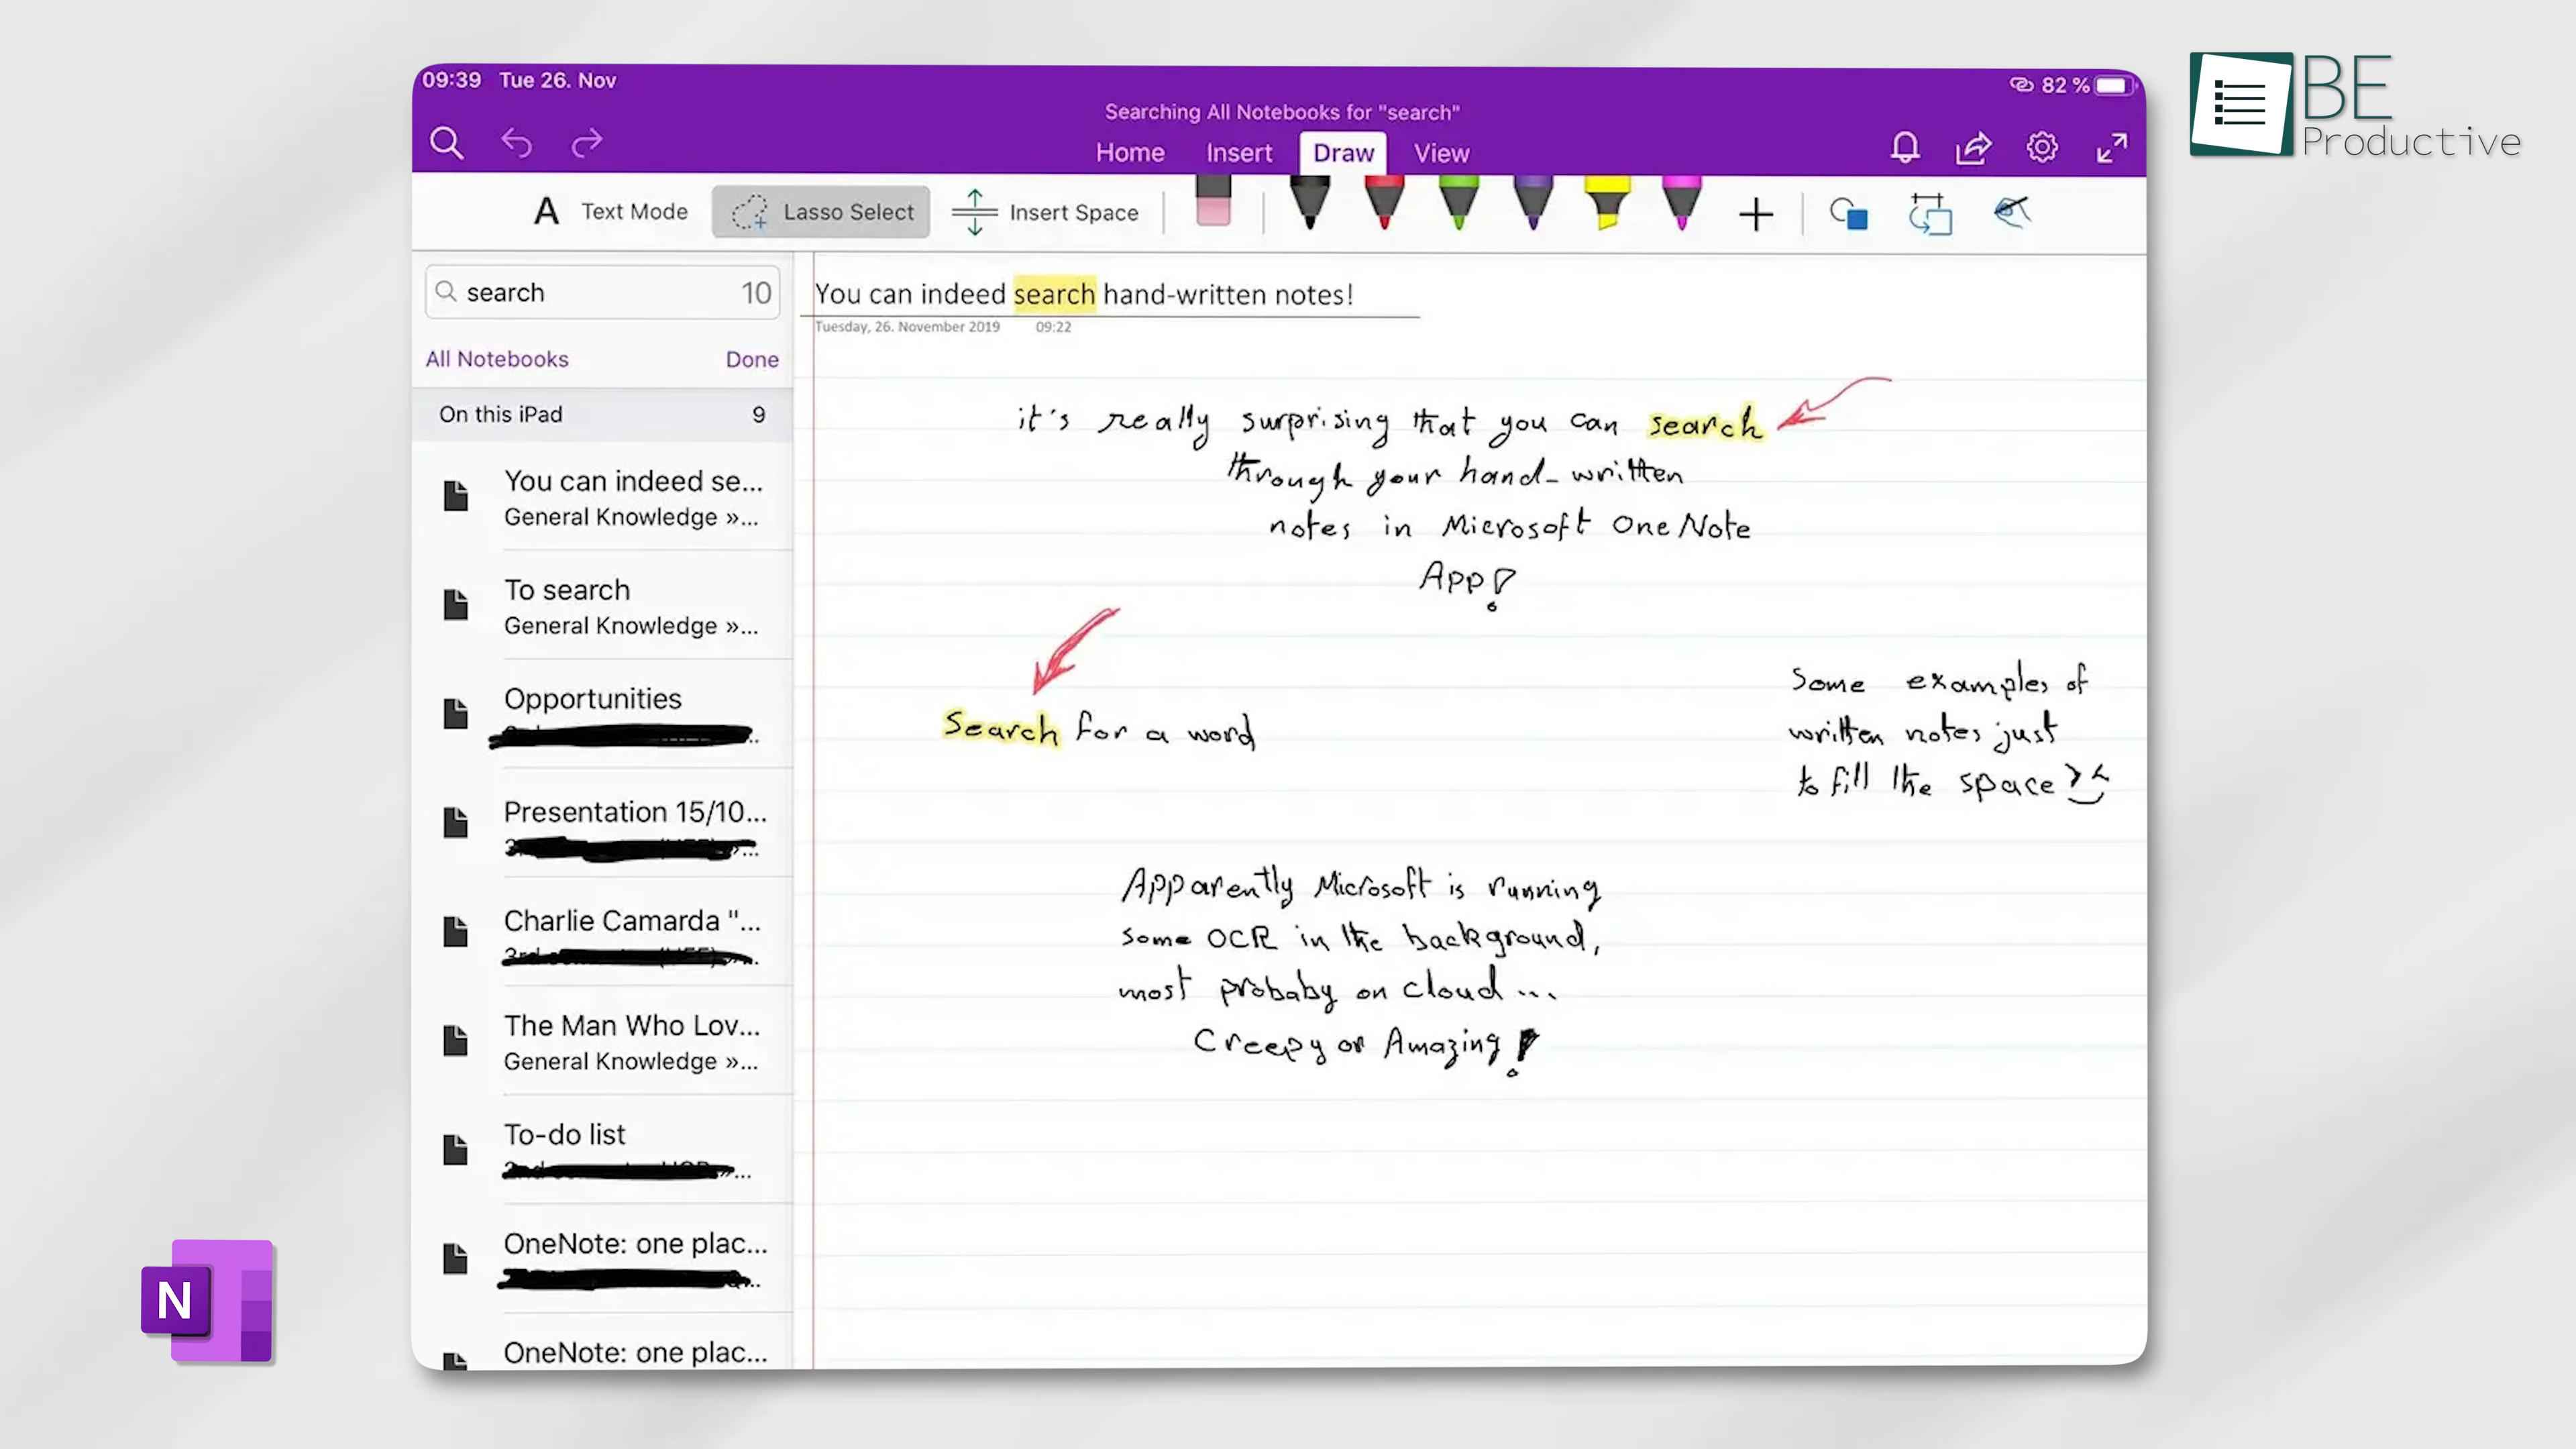 09:39 Tue 26. Nov
82 %
BE
Productive
Searching All Notebooks for "search"
Home Insert Draw View
A Text Mode Lasso Select Insert Space
search 10
All Notebooks Done
On this iPad 9
You can indeed se...
General Knowledge »...
To search
General Knowledge »...
Opportunities
Presentation 15/10...
Charlie Camarda "...
The Man Who Lov...
General Knowledge »...
To-do list
OneNote: one plac...
OneNote: one plac...
You can indeed search hand-written notes!
Tuesday, 26. November 2019 09:22
it's really surprising that you can search
through your hand-written
notes in Microsoft OneNote
App!
Search for a word
Some examples of
written notes just
to fill the space
Apparently Microsoft is running
some OCR in the background,
most probaby on cloud...
Creepy or Amazing!
N